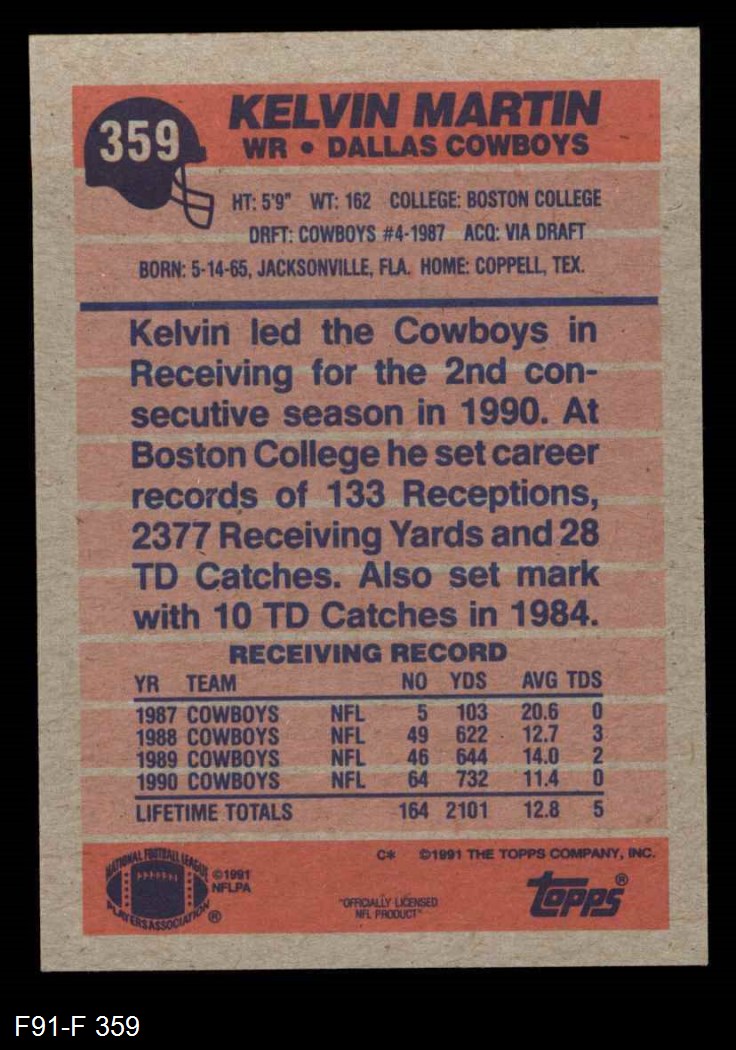 359
KELVIN MARTIN
WR • DALLAS COWBOYS
HT: 5'9" WT: 162 COLLEGE: BOSTON COLLEGE
DRFT: COWBOYS #4-1987 ACQ: VIA DRAFT
BORN: 5-14-65, JACKSONVILLE, FLA. HOME: COPPELL, TEX.
Kelvin led the Cowboys in
Receiving for the 2nd con-
secutive season in 1990. At
Boston College he set career
records of 133 Receptions,
2377 Receiving Yards and 28
TD Catches. Also set mark
with 10 TD Catches in 1984.
RECEIVING RECORD
YR TEAM NO YDS AVG TDS
1987 COWBOYS NFL 5 103 20.6 0
1988 COWBOYS NFL 49 622 12.7 3
1989 COWBOYS NFL 46 644 14.0 2
1990 COWBOYS NFL 64 732 11.4 0
LIFETIME TOTALS 164 2101 12.8 5
C* ©1991 THE TOPPS COMPANY, INC.
NATIONAL FOOTBALL LEAGUE
PLAYERS ASSOCIATION ®
©1991
NFLPA
"OFFICIALLY LICENSED
NFL PRODUCT"
Topps®
F91-F 359